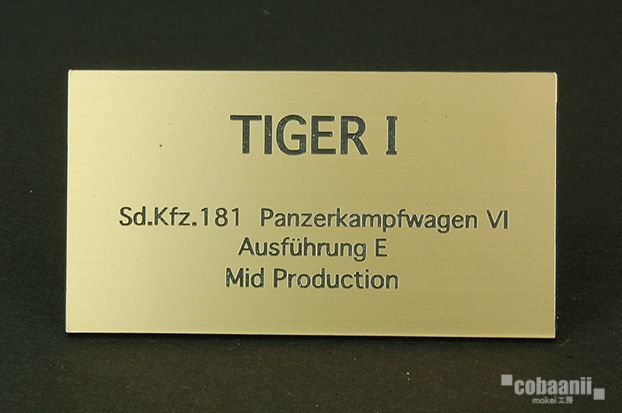 TIGER I
Sd.Kfz.181 Panzerkampfwagen VI
Ausführung E
Mid Production
cobaanii
mokei 工房